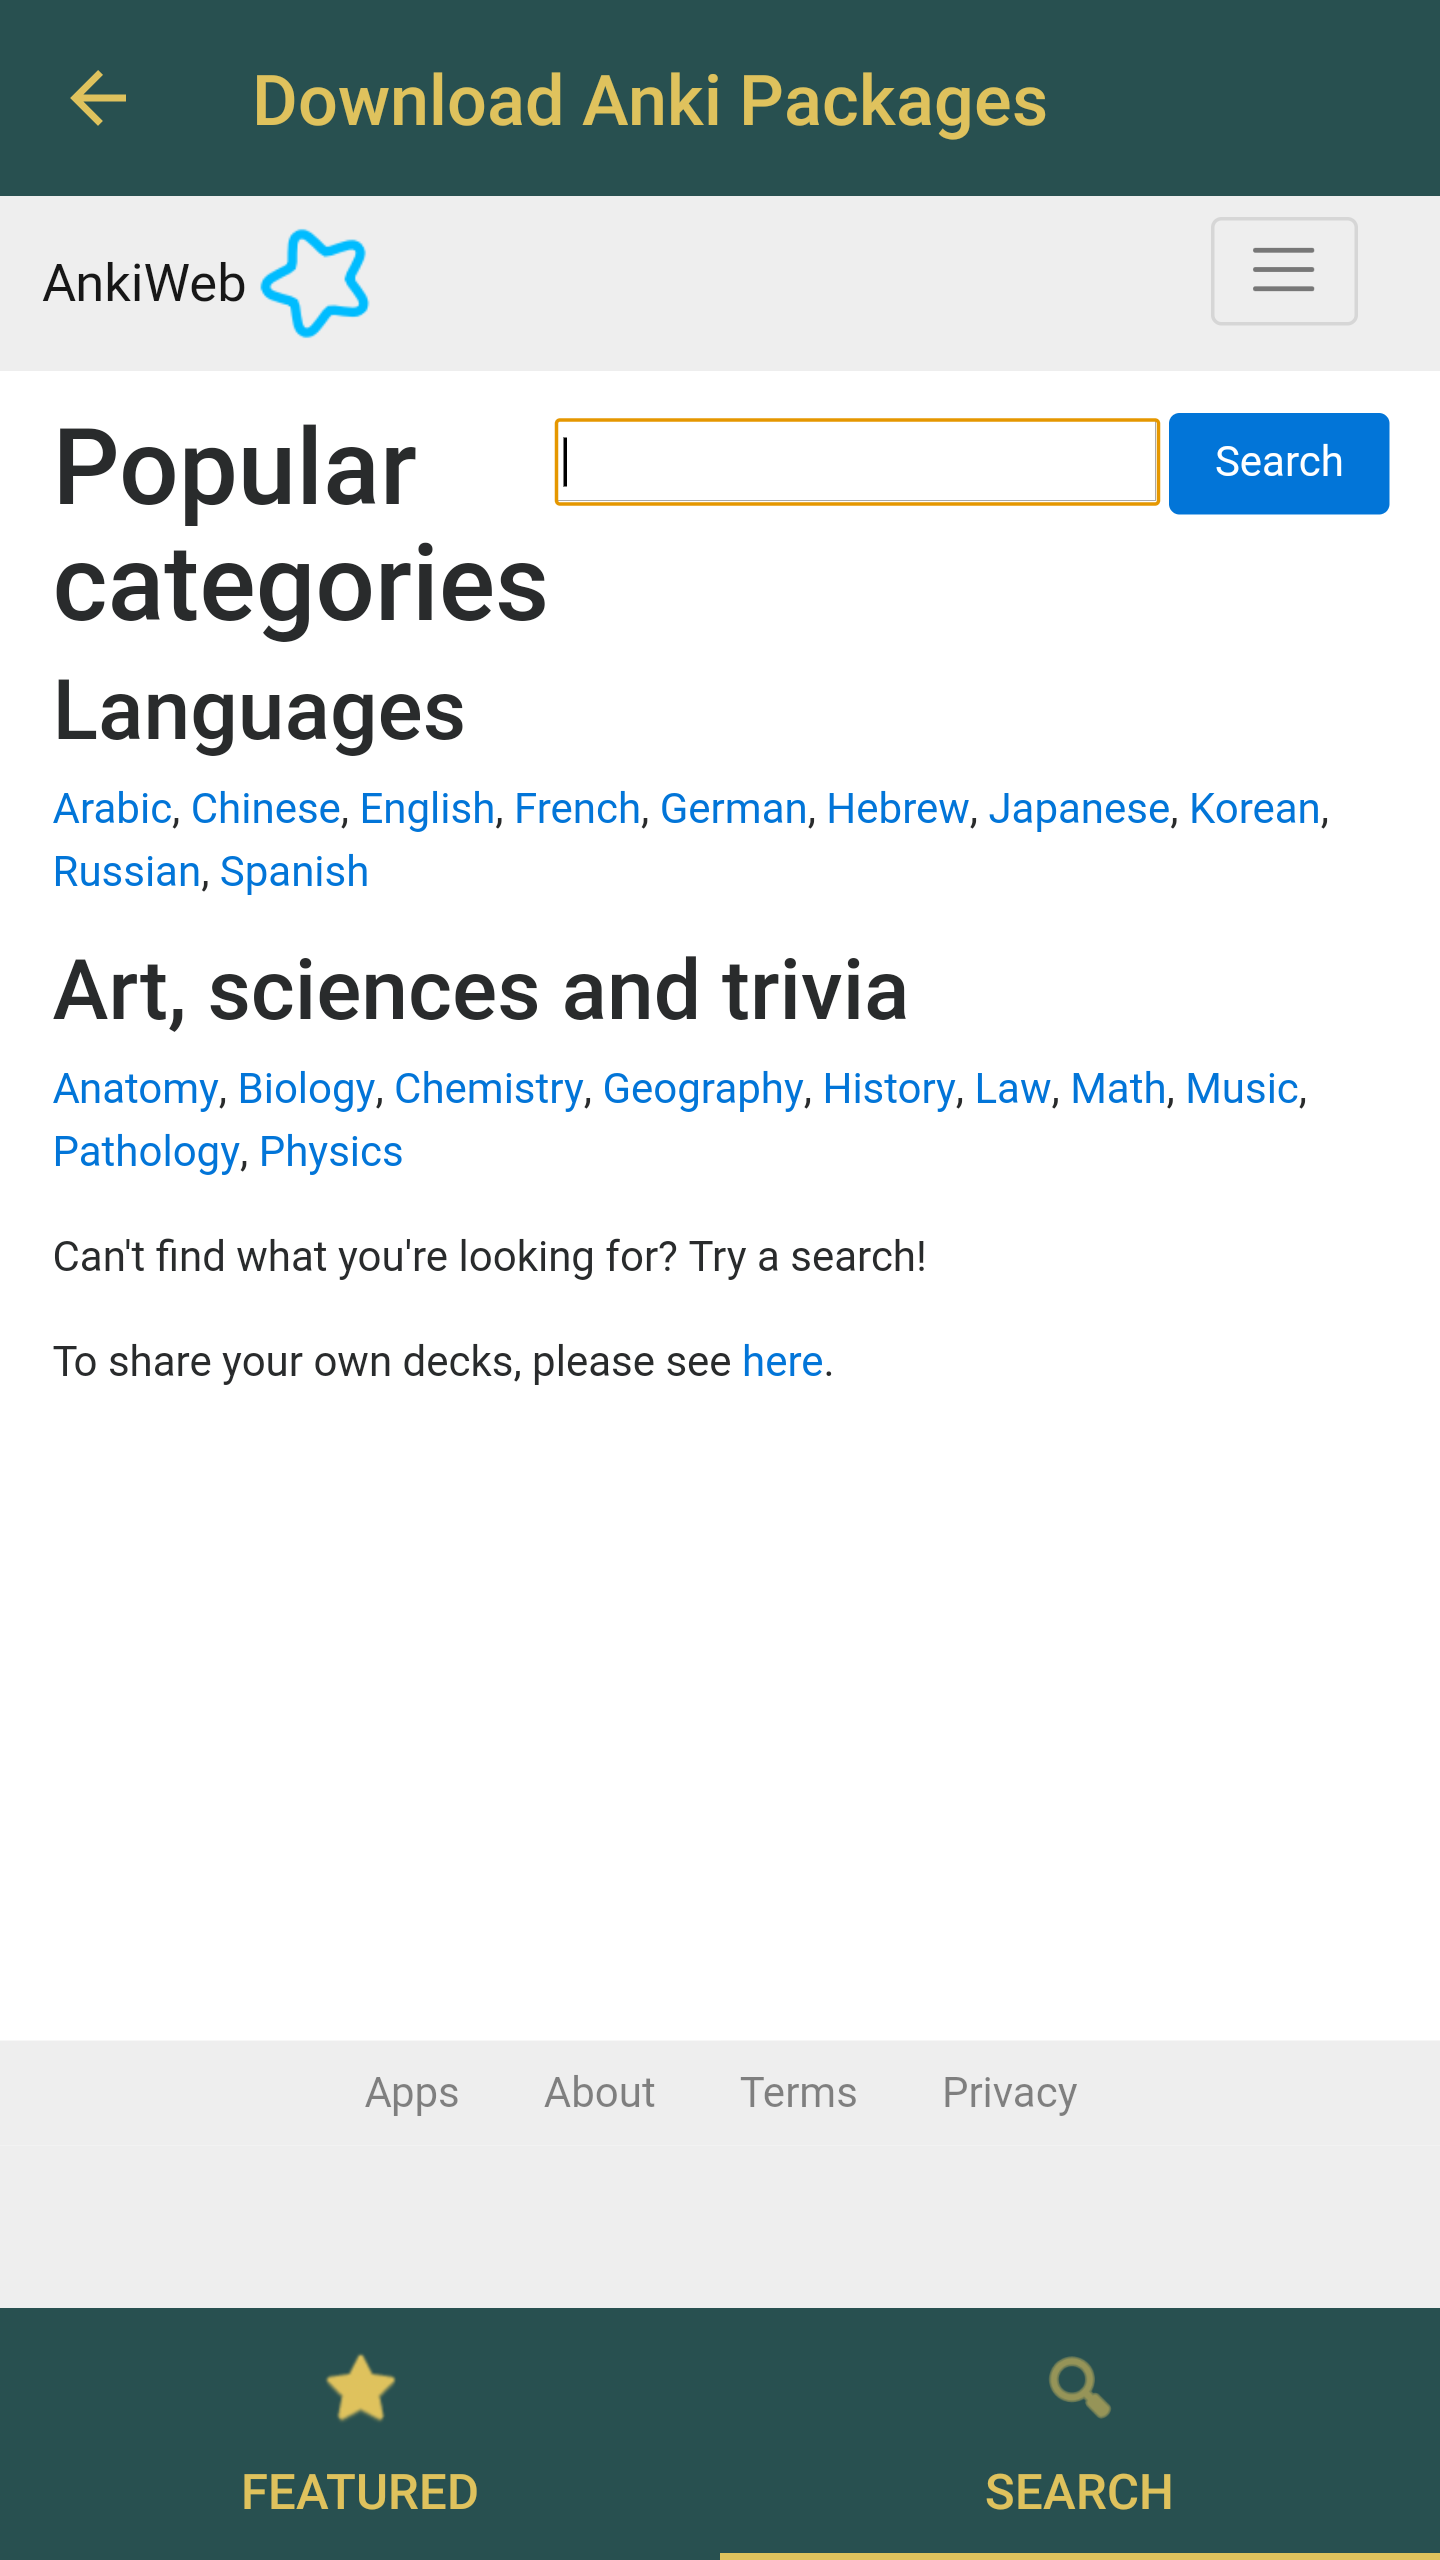 Download Anki Packages
AnkiWeb
Popular
categories
Search
Languages
Arabic, Chinese, English, French, German, Hebrew, Japanese, Korean,
Russian, Spanish
Art, sciences and trivia
Anatomy, Biology, Chemistry, Geography, History, Law, Math, Music,
Pathology, Physics
Can't find what you're looking for? Try a search!
To share your own decks, please see here.
Apps About Terms Privacy
FEATURED SEARCH